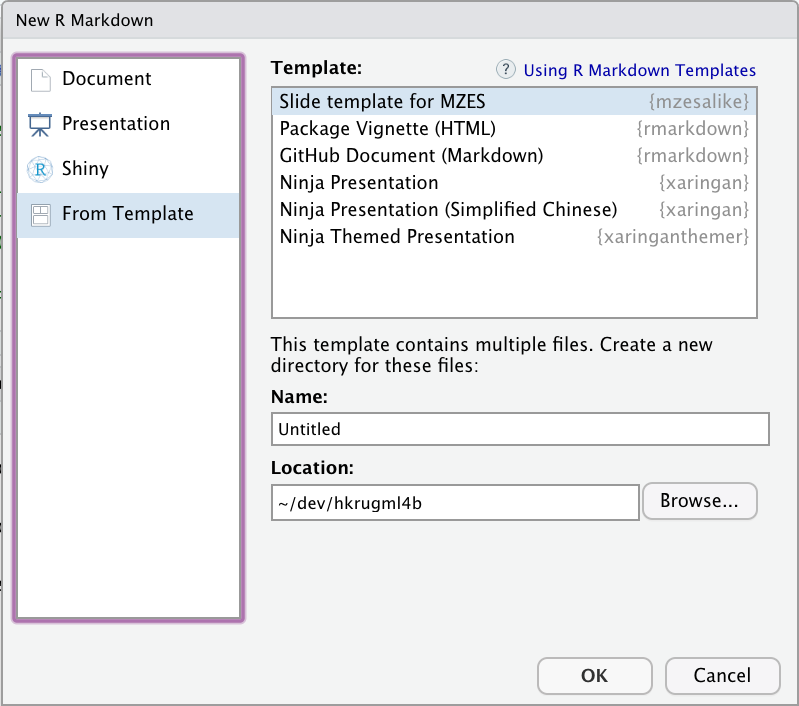 New R Markdown
Document
Presentation
Shiny
From Template
Template:
? Using R Markdown Templates
Slide template for MZES {mzesalike}
Package Vignette (HTML) {rmarkdown}
GitHub Document (Markdown) {rmarkdown}
Ninja Presentation {xaringan}
Ninja Presentation (Simplified Chinese) {xaringan}
Ninja Themed Presentation {xaringanthemer}
This template contains multiple files. Create a new
directory for these files:
Name:
Untitled
Location:
~/dev/hkrugml4b
Browse...
OK
Cancel